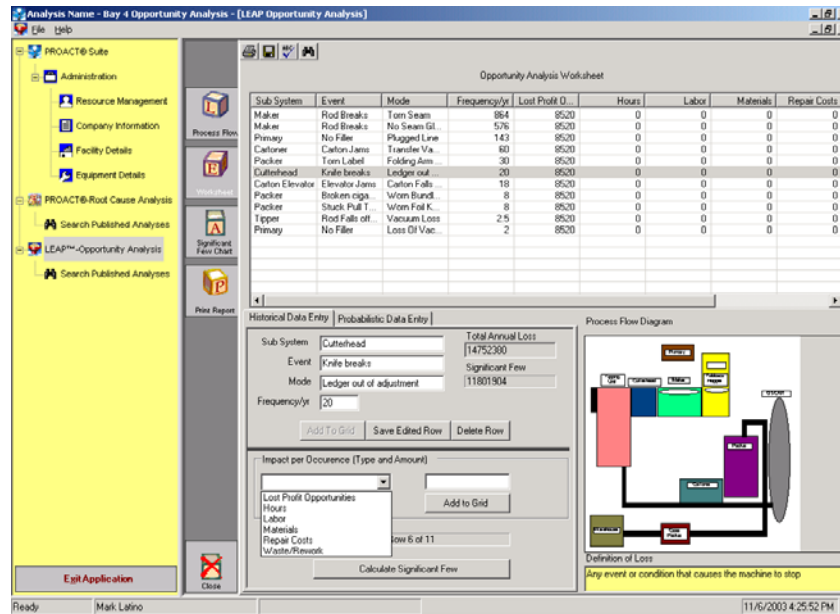 Analysis Name - Bay 4 Opportunity Analysis - [LEAP Opportunity Analysis]
File Help
PROACT® Suite
Administration
Resource Management
Company Information
Facility Details
Equipment Details
PROACT®-Root Cause Analysis
Search Published Analyses
LEAP™-Opportunity Analysis
Search Published Analyses
Exit Application
Process Flow
Worksheet
Significant Few Chart
Print Report
Close
Opportunity Analysis Worksheet
Sub System Event Mode Frequency/yr Lost Profit O... Hours Labor Materials Repair Costs
Maker Rod Breaks Torn Seam 864 8520 0 0 0 0
Maker Rod Breaks No Seam Gl... 576 8520 0 0 0 0
Primary No Filler Plugged Line 143 8520 0 0 0 0
Cartoner Carton Jams Transfer Va... 60 8520 0 0 0 0
Packer Torn Label Folding Arm... 30 8520 0 0 0 0
Cutterhead Knife breaks Ledger out ... 20 8520 0 0 0 0
Carton Elevator Elevator Jams Carton Falls ... 18 8520 0 0 0 0
Packer Broken ciga... Worn Bundl... 8 8520 0 0 0 0
Packer Stuck Pull T... Worn Foil K... 8 8520 0 0 0 0
Tipper Rod Falls off... Vacuum Loss 2.5 8520 0 0 0 0
Primary No Filler Loss Of Vac... 2 8520 0 0 0 0
Historical Data Entry Probabilistic Data Entry
Sub System Cutterhead
Event Knife breaks
Mode Ledger out of adjustment
Frequency/yr 20
Total Annual Loss
14752380
Significant Few
11801904
Add To Grid Save Edited Row Delete Row
Impact per Occurence (Type and Amount)
Lost Profit Opportunities
Hours
Labor
Materials
Repair Costs
Waste/Rework
Add to Grid
Row 6 of 11
Calculate Significant Few
Process Flow Diagram
Cutterhead
Definition of Loss
Any event or condition that causes the machine to stop
Ready Mark Latino 11/6/2003 4:25:52 PM